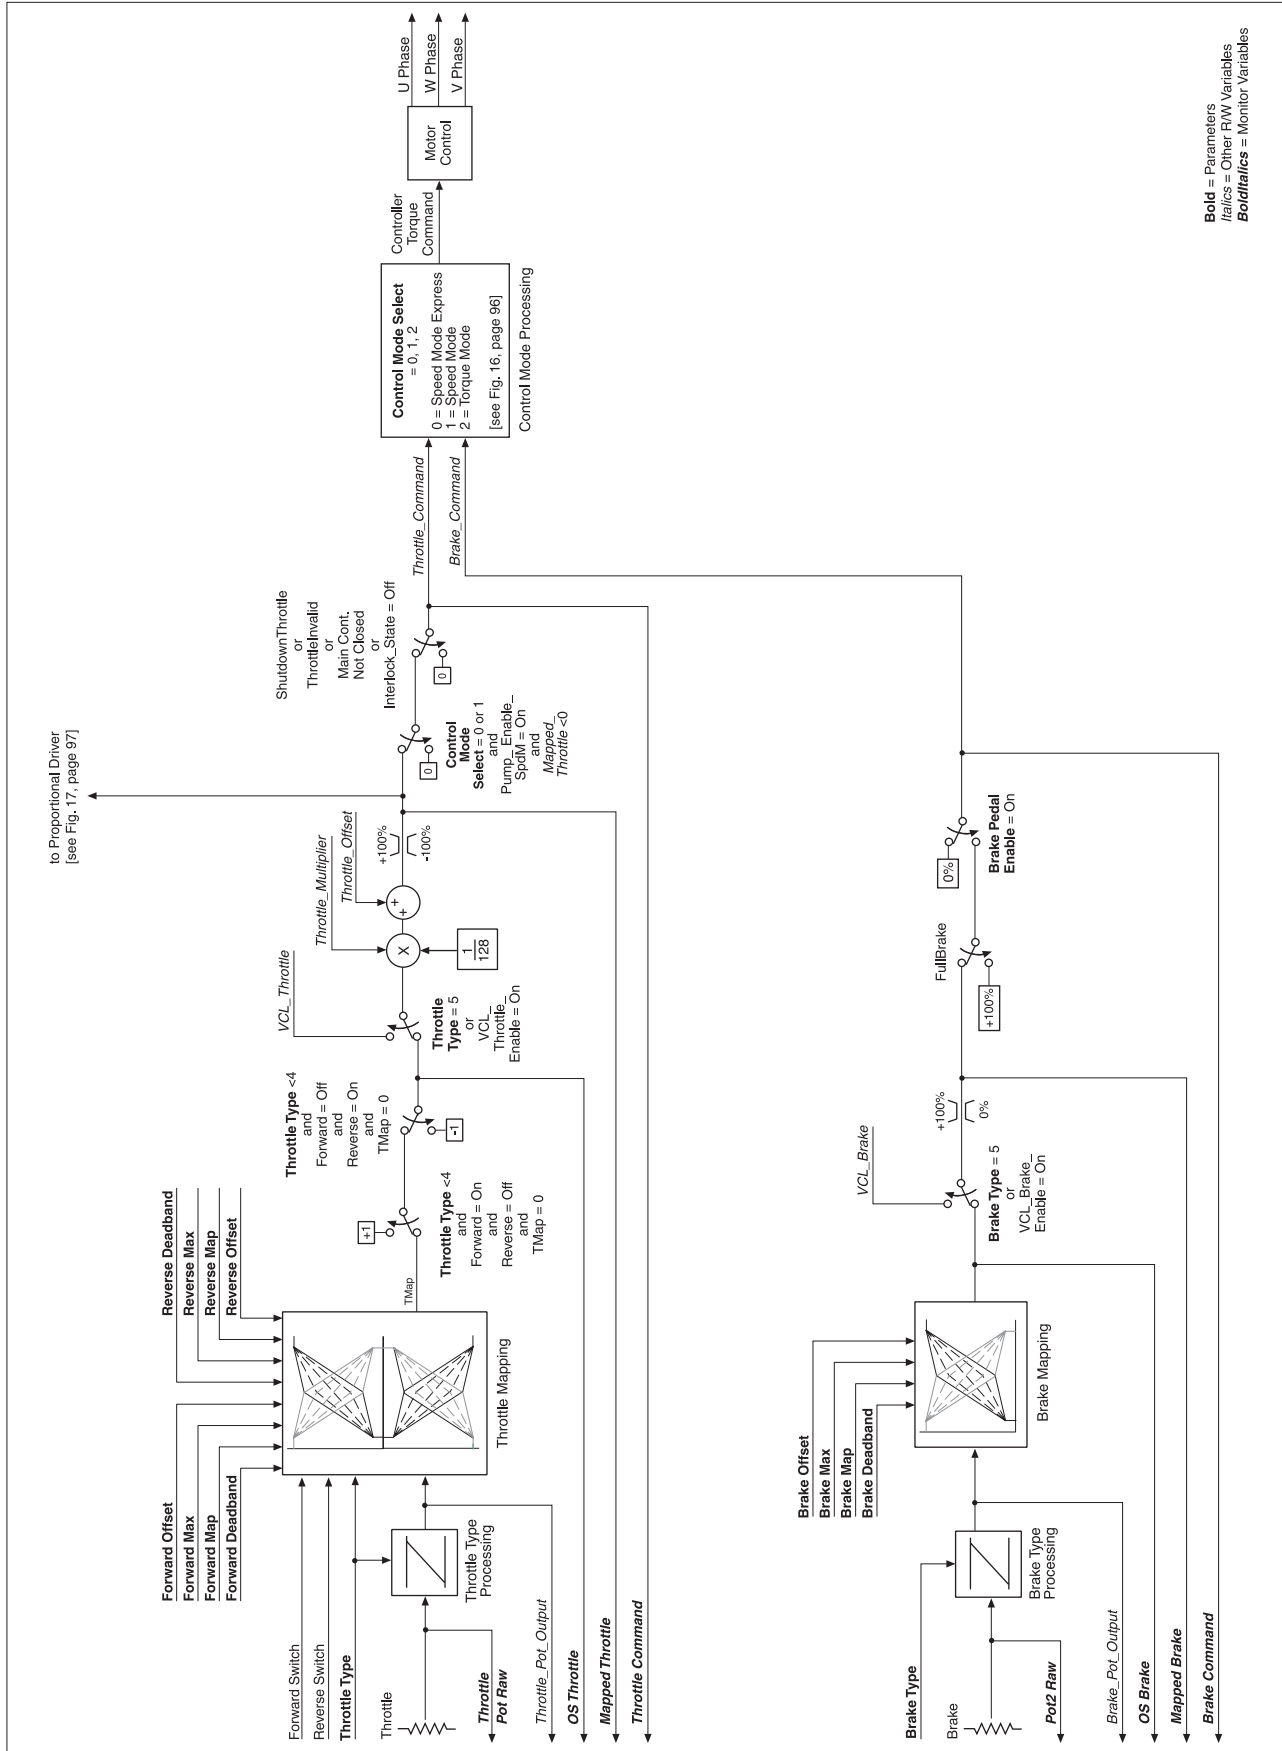 Forward Offset
Forward Max
Forward Map
Forward Deadband
Reverse Deadband
Reverse Max
Reverse Map
Reverse Offset
Forward Switch
Reverse Switch
Throttle Type
Throttle
Throttle
Pot Raw
Throttle_Pot_Output
OS Throttle
Mapped Throttle
Throttle Command
Throttle Type
Processing
Throttle Mapping
TMap
+1
Throttle Type <4
and
Forward = On
and
Reverse = Off
and
TMap = 0
Throttle Type <4
and
Forward = Off
and
Reverse = On
and
TMap = 0
-1
VCL_Throttle
Throttle
Type = 5
or
VCL_
Throttle_
Enable = On
Throttle_Multiplier
Throttle_Offset
X
1
128
+
+
+100%
-100%
to Proportional Driver
[see Fig. 17, page 97]
0
Control
Mode
Select = 0 or 1
and
Pump_Enable_
SpdM = On
and
Mapped_
Throttle <0
ShutdownThrottle
or
ThrottleInvalid
or
Main Cont.
Not Closed
or
Interlock_State = Off
0
Throttle_Command
Brake_Command
Control Mode Select
= 0, 1, 2
0 = Speed Mode Express
1 = Speed Mode
2 = Torque Mode
[see Fig. 16, page 96]
Control Mode Processing
Controller
Torque
Command
Motor
Control
U Phase
W Phase
V Phase
Brake Type
Brake
Pot2 Raw
Brake_Pot_Output
OS Brake
Mapped Brake
Brake Command
Brake Type
Processing
Brake Offset
Brake Max
Brake Map
Brake Deadband
Brake Mapping
VCL_Brake
Brake Type = 5
or
VCL_Brake_
Enable = On
+100%
0%
FullBrake
+100%
0%
Brake Pedal
Enable = On
Bold = Parameters
Italics = Other R/W Variables
BoldItalics = Monitor Variables